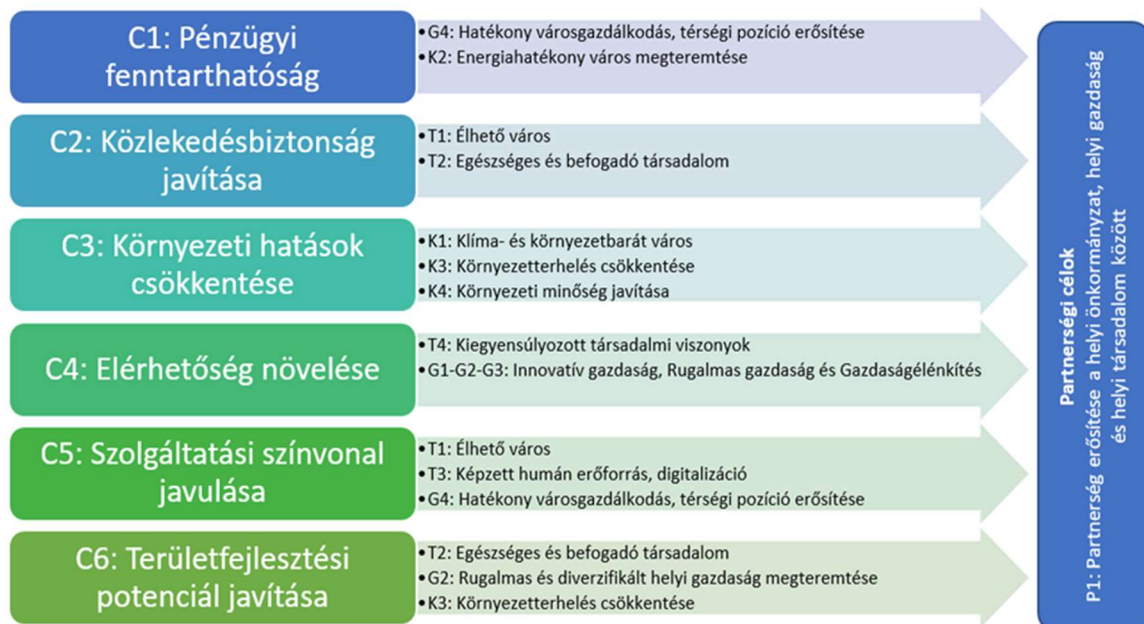 C1: Pénzügyi
fenntarthatóság
•G4: Hatékony városgazdálkodás, térségi pozíció erősítése
•K2: Energiahatékony város megteremtése
C2: Közlekedésbiztonság
javítása
•T1: Élhető város
•T2: Egészséges és befogadó társadalom
C3: Környezeti hatások
csökkentése
•K1: Klíma- és környezetbarát város
•K3: Környezetterhelés csökkentése
•K4: Környezeti minőség javítása
C4: Elérhetőség növelése
•T4: Kiegyensúlyozott társadalmi viszonyok
•G1-G2-G3: Innovatív gazdaság, Rugalmas gazdaság és Gazdaságélénkítés
C5: Szolgáltatási színvonal
javulása
•T1: Élhető város
•T3: Képzett humán erőforrás, digitalizáció
•G4: Hatékony városgazdálkodás, térségi pozíció erősítése
C6: Területfejlesztési
potenciál javítása
•T2: Egészséges és befogadó társadalom
•G2: Rugalmas és diverzifikált helyi gazdaság megteremtése
•K3: Környezetterhelés csökkentése
Partnerségi célok
P1: Partnerség erősítése a helyi önkormányzat, helyi gazdaság
és helyi társadalom között